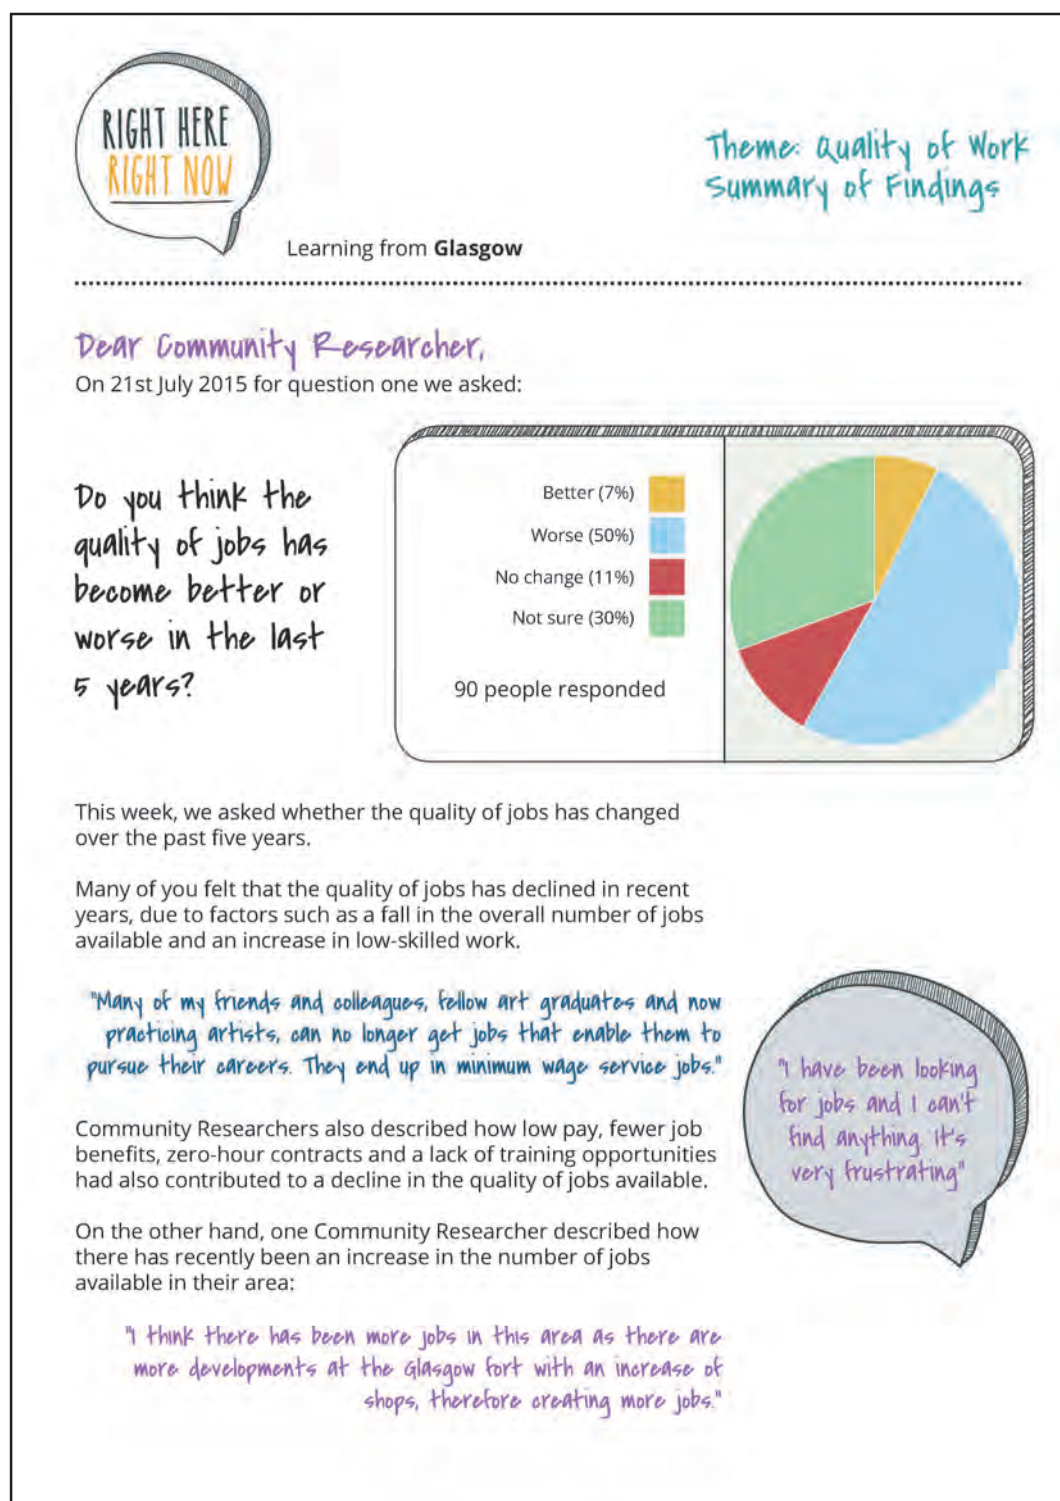 RIGHT HERE
RIGHT NOW
Theme: Quality of Work
Summary of Findings
Learning from Glasgow
Dear Community Researcher,
On 21st July 2015 for question one we asked:
Do you think the
quality of jobs has
become better or
worse in the last
5 years?
Better (7%)
Worse (50%)
No change (11%)
Not sure (30%)
90 people responded
This week, we asked whether the quality of jobs has changed
over the past five years.
Many of you felt that the quality of jobs has declined in recent
years, due to factors such as a fall in the overall number of jobs
available and an increase in low-skilled work.
"Many of my friends and colleagues, fellow art graduates and now
practicing artists, can no longer get jobs that enable them to
pursue their careers. They end up in minimum wage service jobs."
"I have been looking
for jobs and I can't
find anything. it's
very frustrating"
Community Researchers also described how low pay, fewer job
benefits, zero-hour contracts and a lack of training opportunities
had also contributed to a decline in the quality of jobs available.
On the other hand, one Community Researcher described how
there has recently been an increase in the number of jobs
available in their area:
"I think there has been more jobs in this area as there are
more developments at the Glasgow fort with an increase of
shops, therefore creating more jobs."